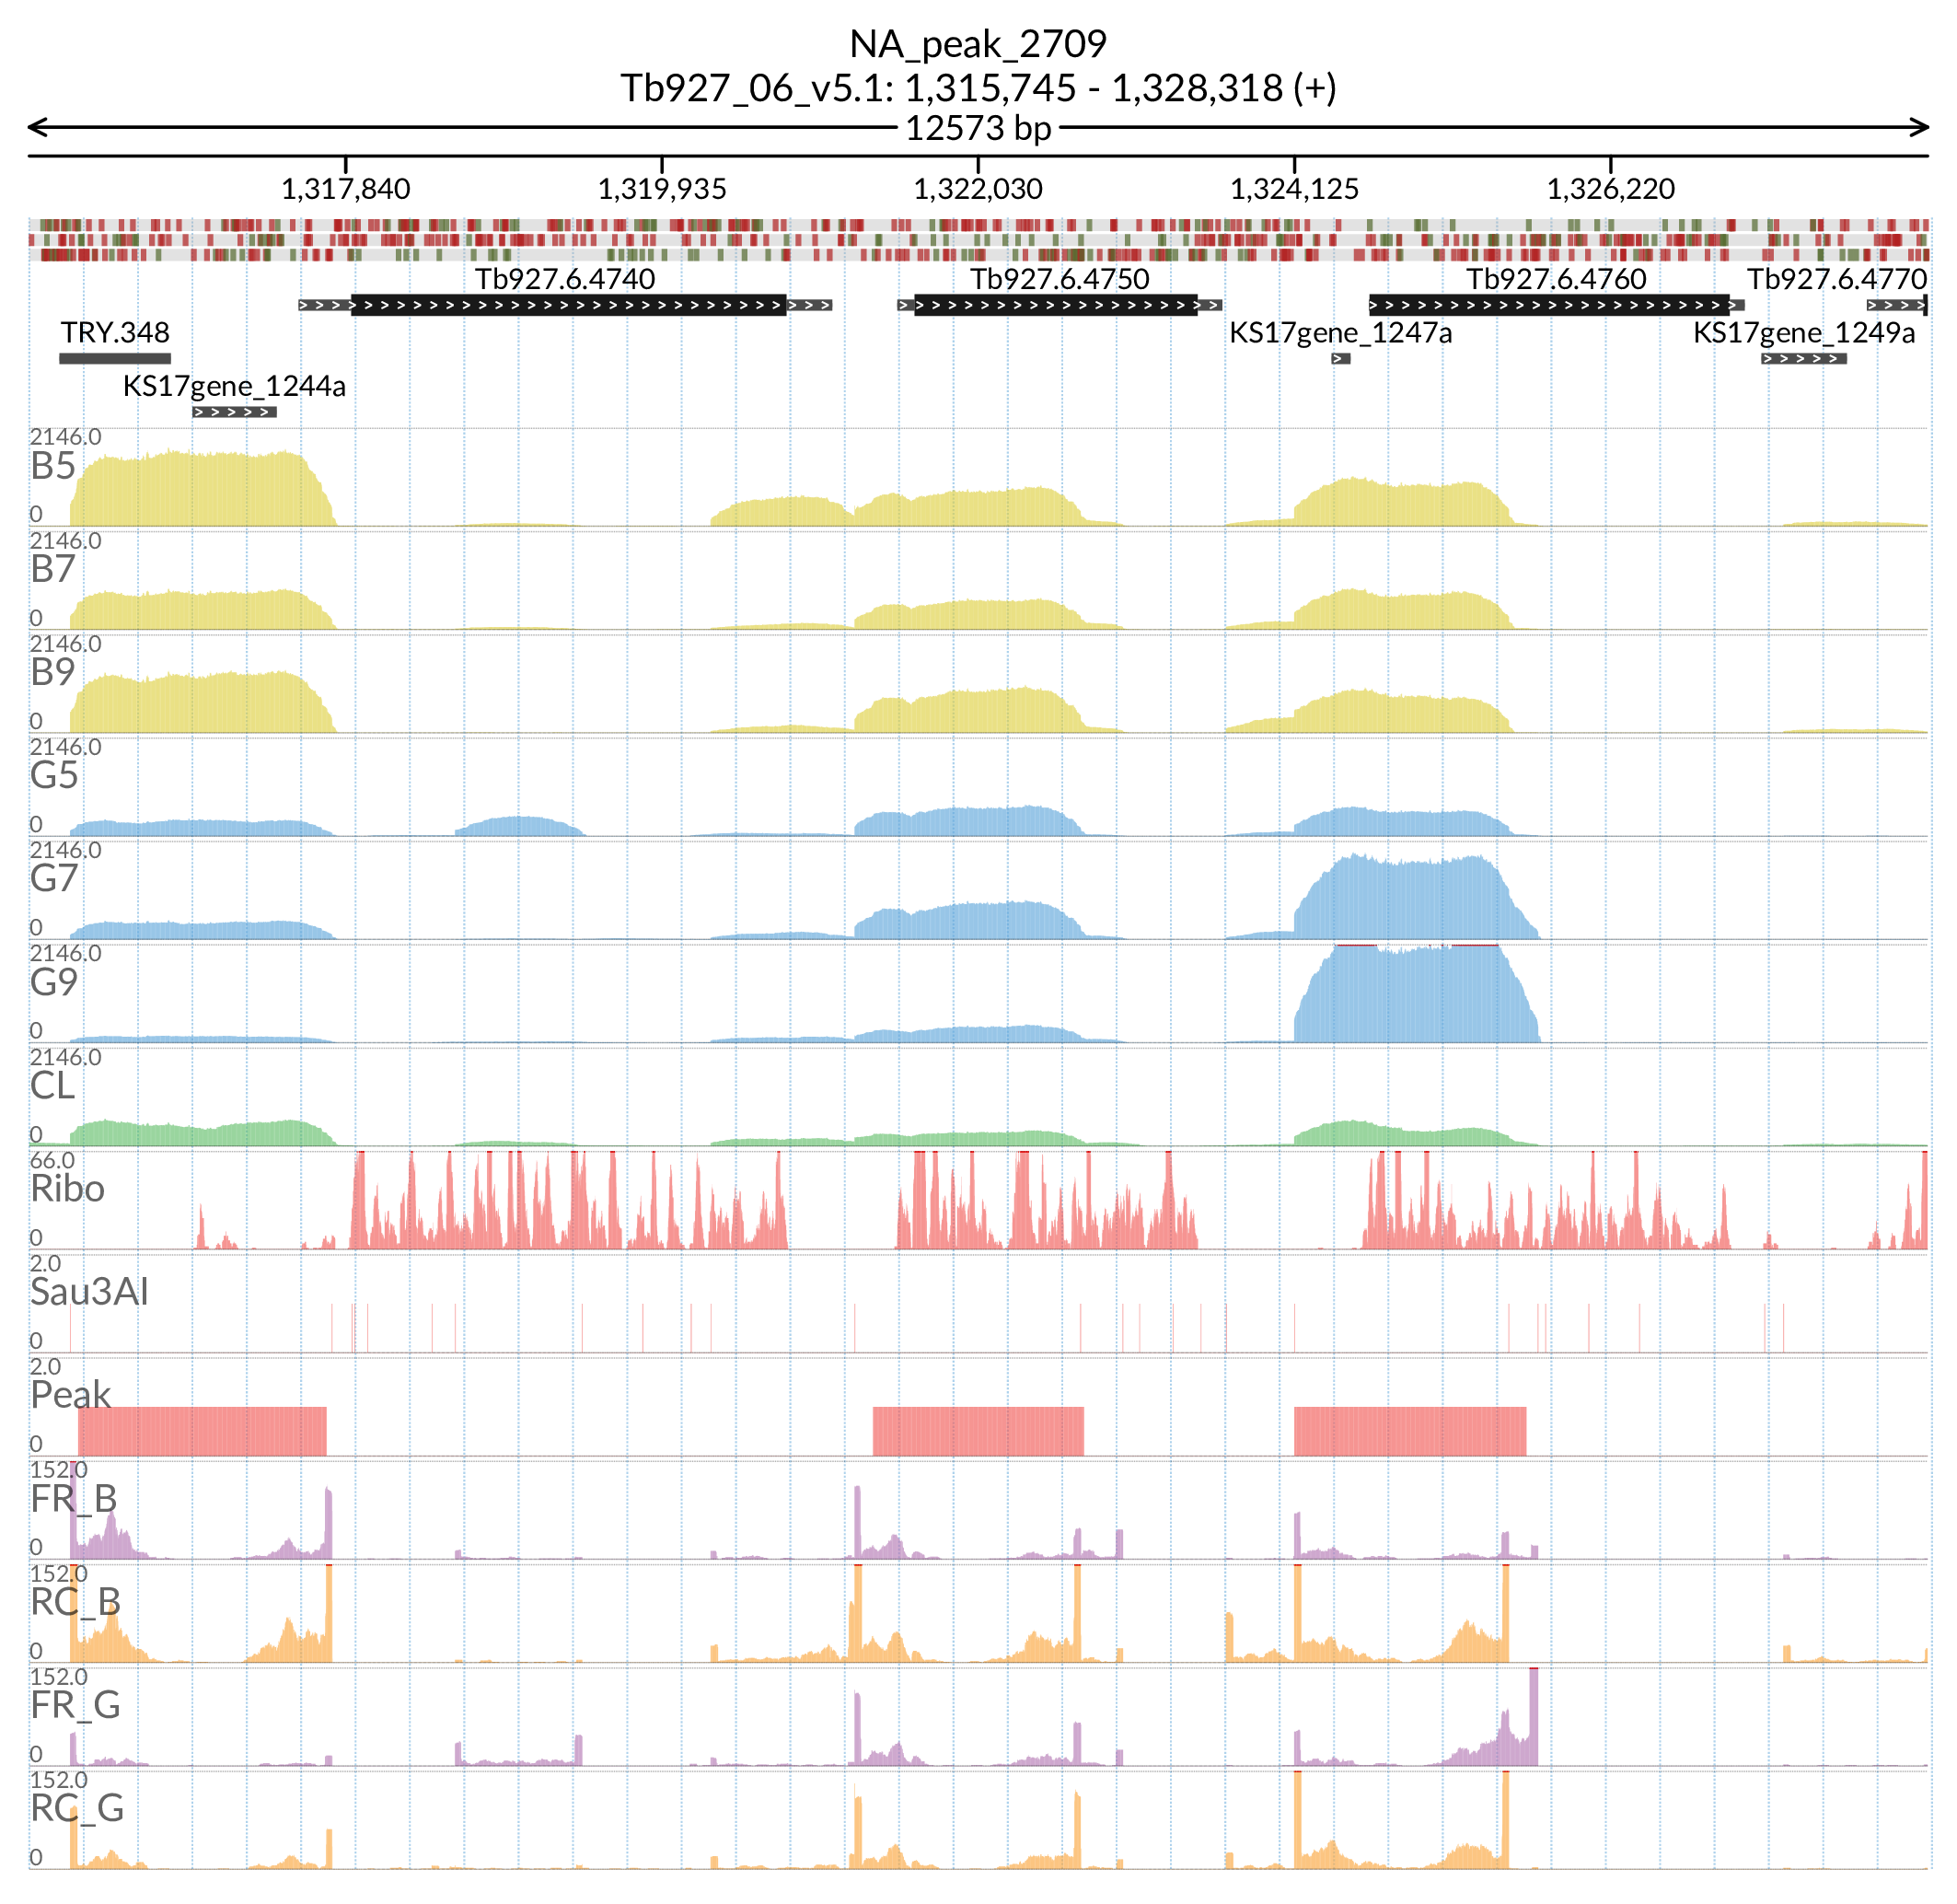 NA_peak_2709
Tb927_06_v5.1: 1,315,745 - 1,328,318 (+)
12573 bp
1,317,840 1,319,935 1,322,030 1,324,125 1,326,220
Tb927.6.4740 Tb927.6.4750 Tb927.6.4760 Tb927.6.4770
TRY.348 KS17gene_1247a KS17gene_1249a
KS17gene_1244a
2146.0
B5
0
2146.0
B7
0
2146.0
B9
0
2146.0
G5
0
2146.0
G7
0
2146.0
G9
0
2146.0
CL
0
66.0
Ribo
0
2.0
Sau3AI
0
2.0
Peak
0
152.0
FR_B
0
152.0
RC_B
0
152.0
FR_G
0
152.0
RC_G
0